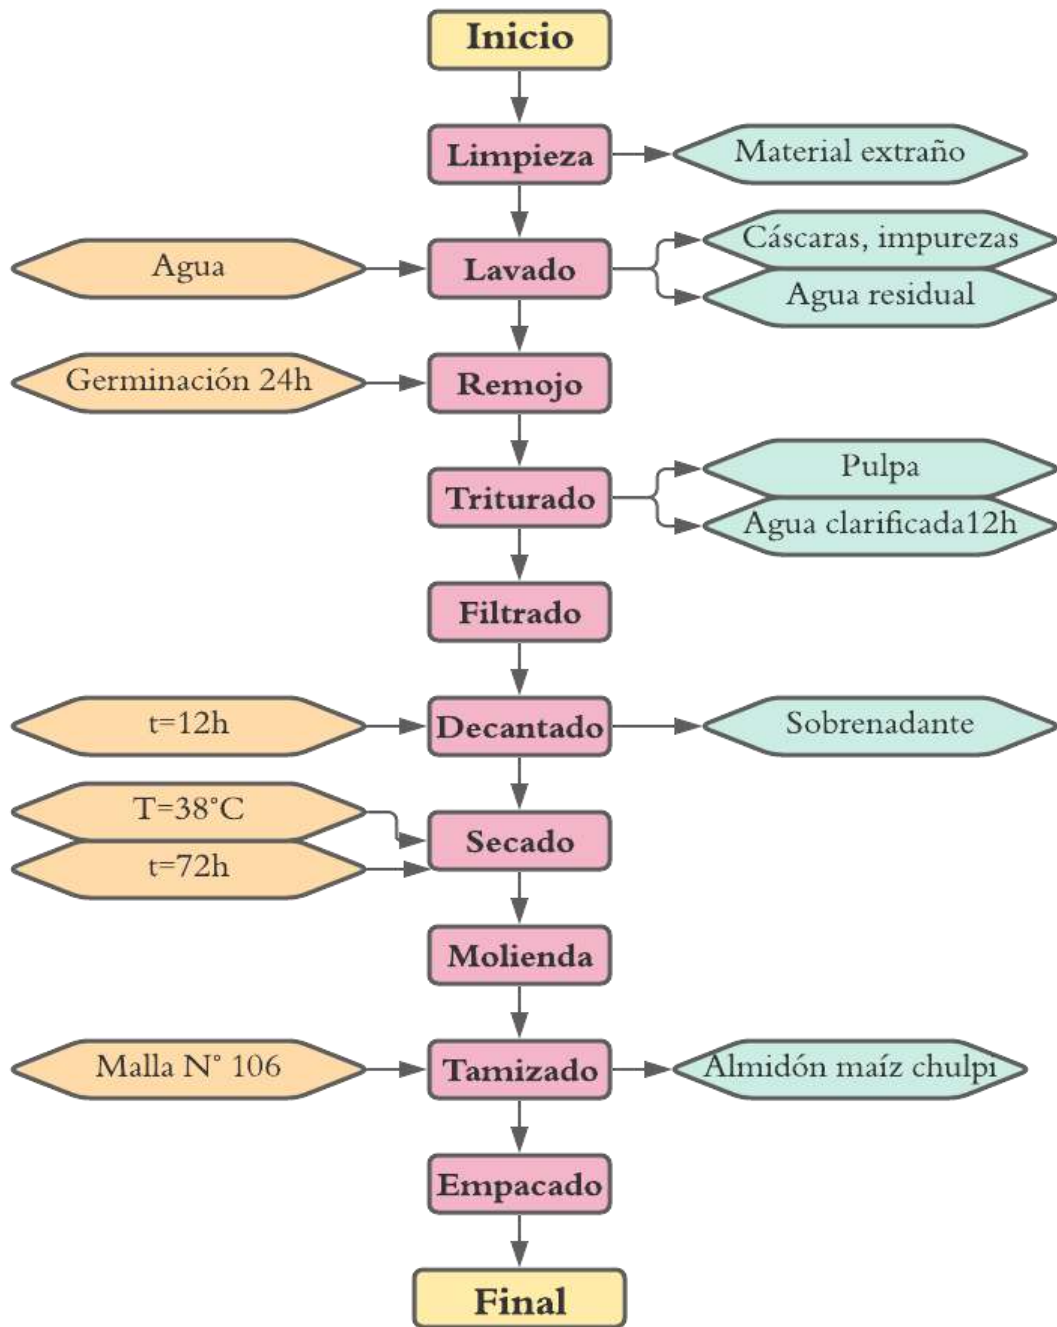 Inicio
Limpieza
Material extraño
Agua
Lavado
Cáscaras, impurezas
Agua residual
Germinación 24h
Remojo
Triturado
Pulpa
Agua clarificada12h
Filtrado
t=12h
Decantado
Sobrenadante
T=38°C
t=72h
Secado
Molienda
Malla N° 106
Tamizado
Almidón maíz chulpi
Empacado
Final